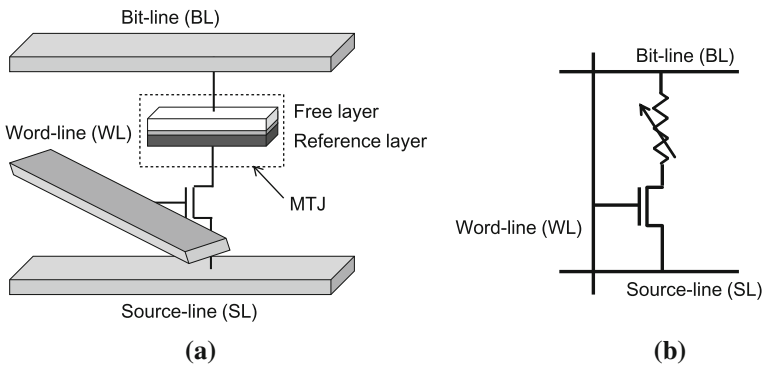 Bit-line (BL)
Free layer
Reference layer
Word-line (WL)
MTJ
Source-line (SL)
(a)
Bit-line (BL)
Word-line (WL)
Source-line (SL)
(b)